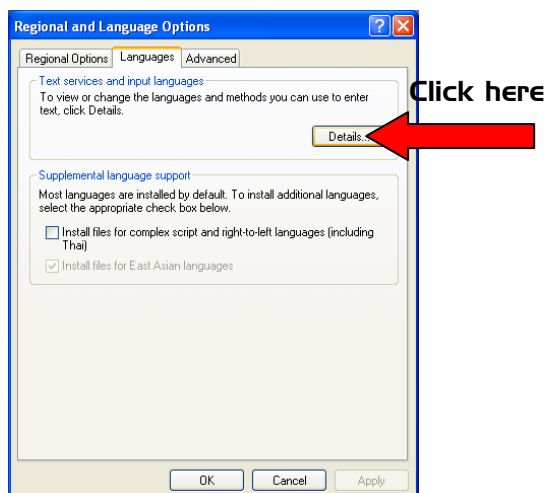 Regional and Language Options
Regional Options Languages Advanced
Text services and input languages
To view or change the languages and methods you can use to enter
text, click Details.
Click here
Details...
Supplemental language support
Most languages are installed by default. To install additional languages,
select the appropriate check box below.
Install files for complex script and right-to-left languages (including
Thai)
Install files for East Asian languages
OK Cancel Apply